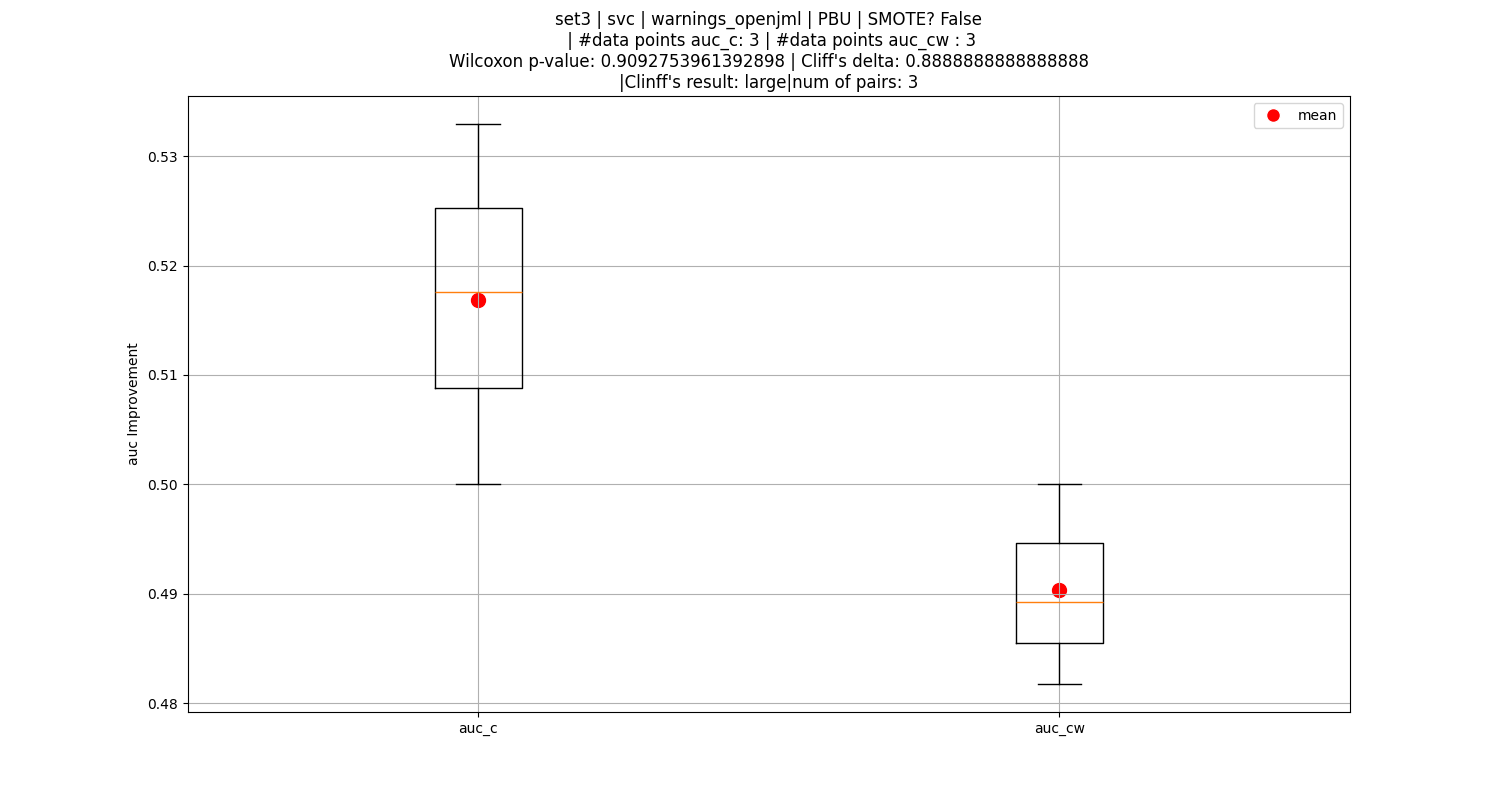 set3 | svc | warnings_openjml | PBU | SMOTE? False
| #data points auc_c: 3 | #data points auc_cw : 3
Wilcoxon p-value: 0.9092753961392898 | Cliff's delta: 0.8888888888888888
|Clinff's result: large|num of pairs: 3
mean
0.53
0.52
0.51
0.50
0.49
0.48
auc Improvement
auc_c
auc_cw